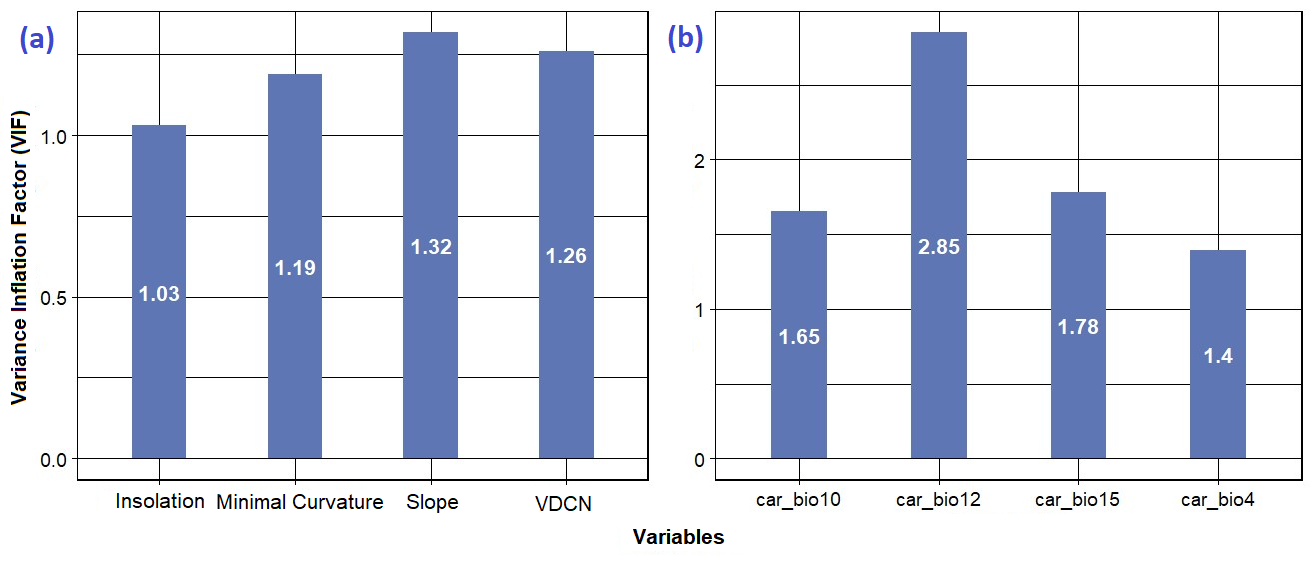 (a)
Variance Inflation Factor (VIF)
1.0
0.5
0.0
1.03
1.19
1.32
1.26
Insolation
Minimal Curvature
Slope
VDCN
(b)
2
1
0
1.65
2.85
1.78
1.4
car_bio10
car_bio12
car_bio15
car_bio4
Variables